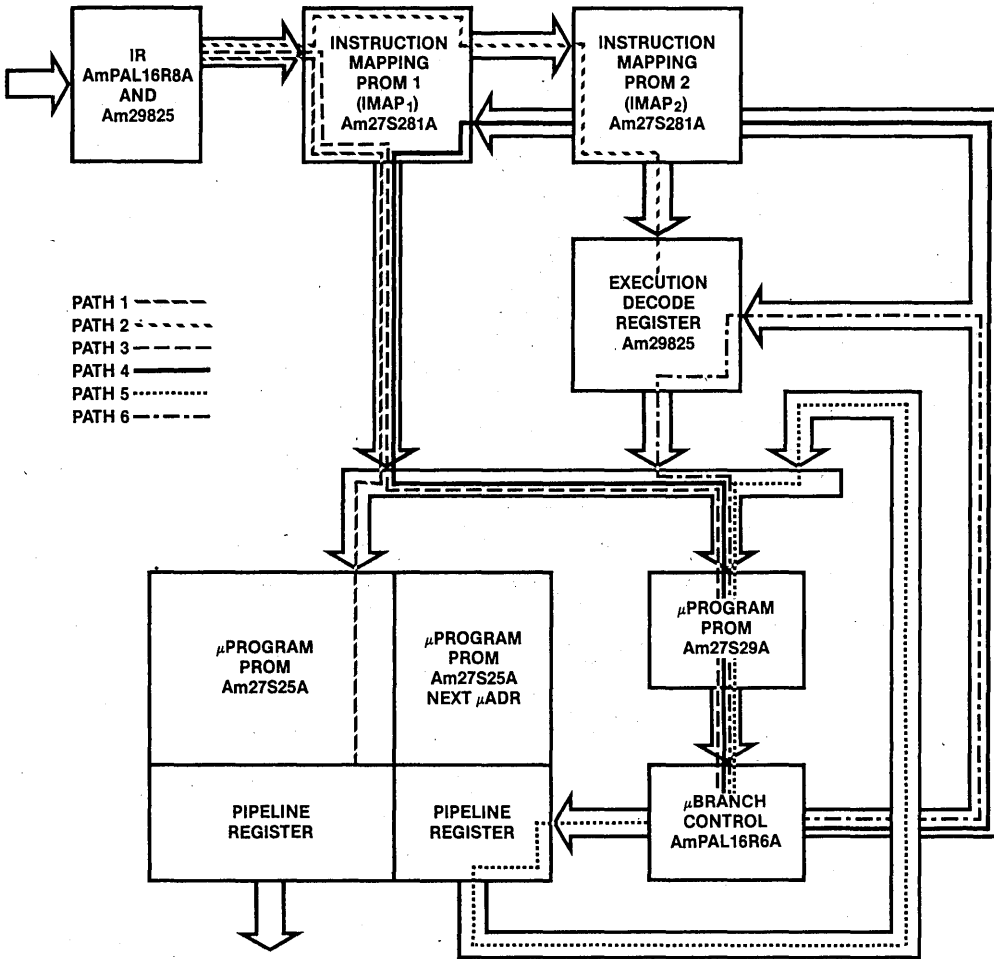 IR
AmPAL16R8A
AND
Am29825
INSTRUCTION
MAPPING
PROM 1
(IMAP₁)
Am27S281A
INSTRUCTION
MAPPING
PROM 2
(IMAP₂)
Am27S281A
EXECUTION
DECODE
REGISTER
Am29825
PATH 1
PATH 2
PATH 3
PATH 4
PATH 5
PATH 6
μPROGRAM
PROM
Am27S25A
μPROGRAM
PROM
Am27S25A
NEXT μADR
μPROGRAM
PROM
Am27S29A
PIPELINE
REGISTER
PIPELINE
REGISTER
μBRANCH
CONTROL
AmPAL16R6A